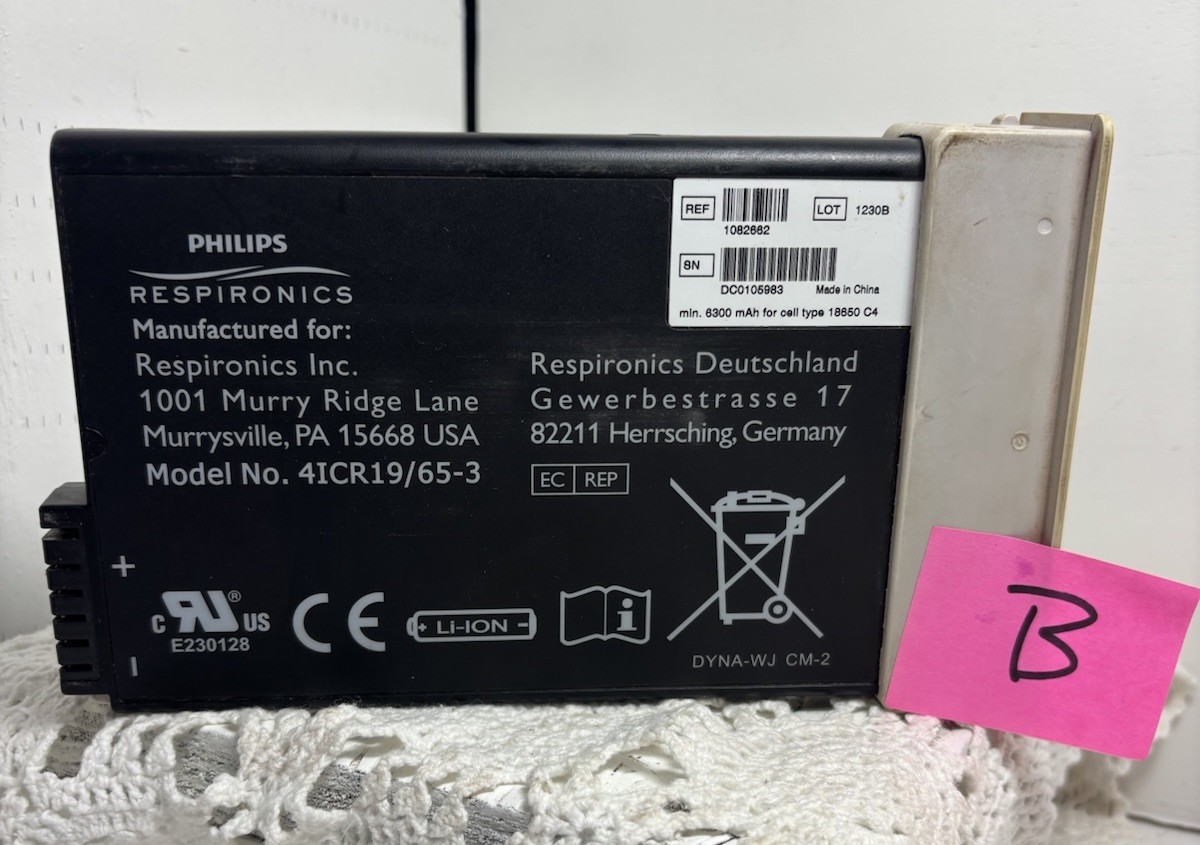 PHILIPS
RESPIRONICS
Manufactured for:
Respironics Inc.
1001 Murry Ridge Lane
Murrysville, PA 15668 USA
Model No. 4ICR19/65-3
REF
1082662
LOT 1230B
SN
DC0105983 Made in China
min. 6300 mAh for cell type 18650 C4
Respironics Deutschland
Gewerbestrasse 17
82211 Herrsching, Germany
EC REP
+
-
C RU ® US
E230128
CE
+ Li-ION -
i
DYNA-WJ CM-2
B